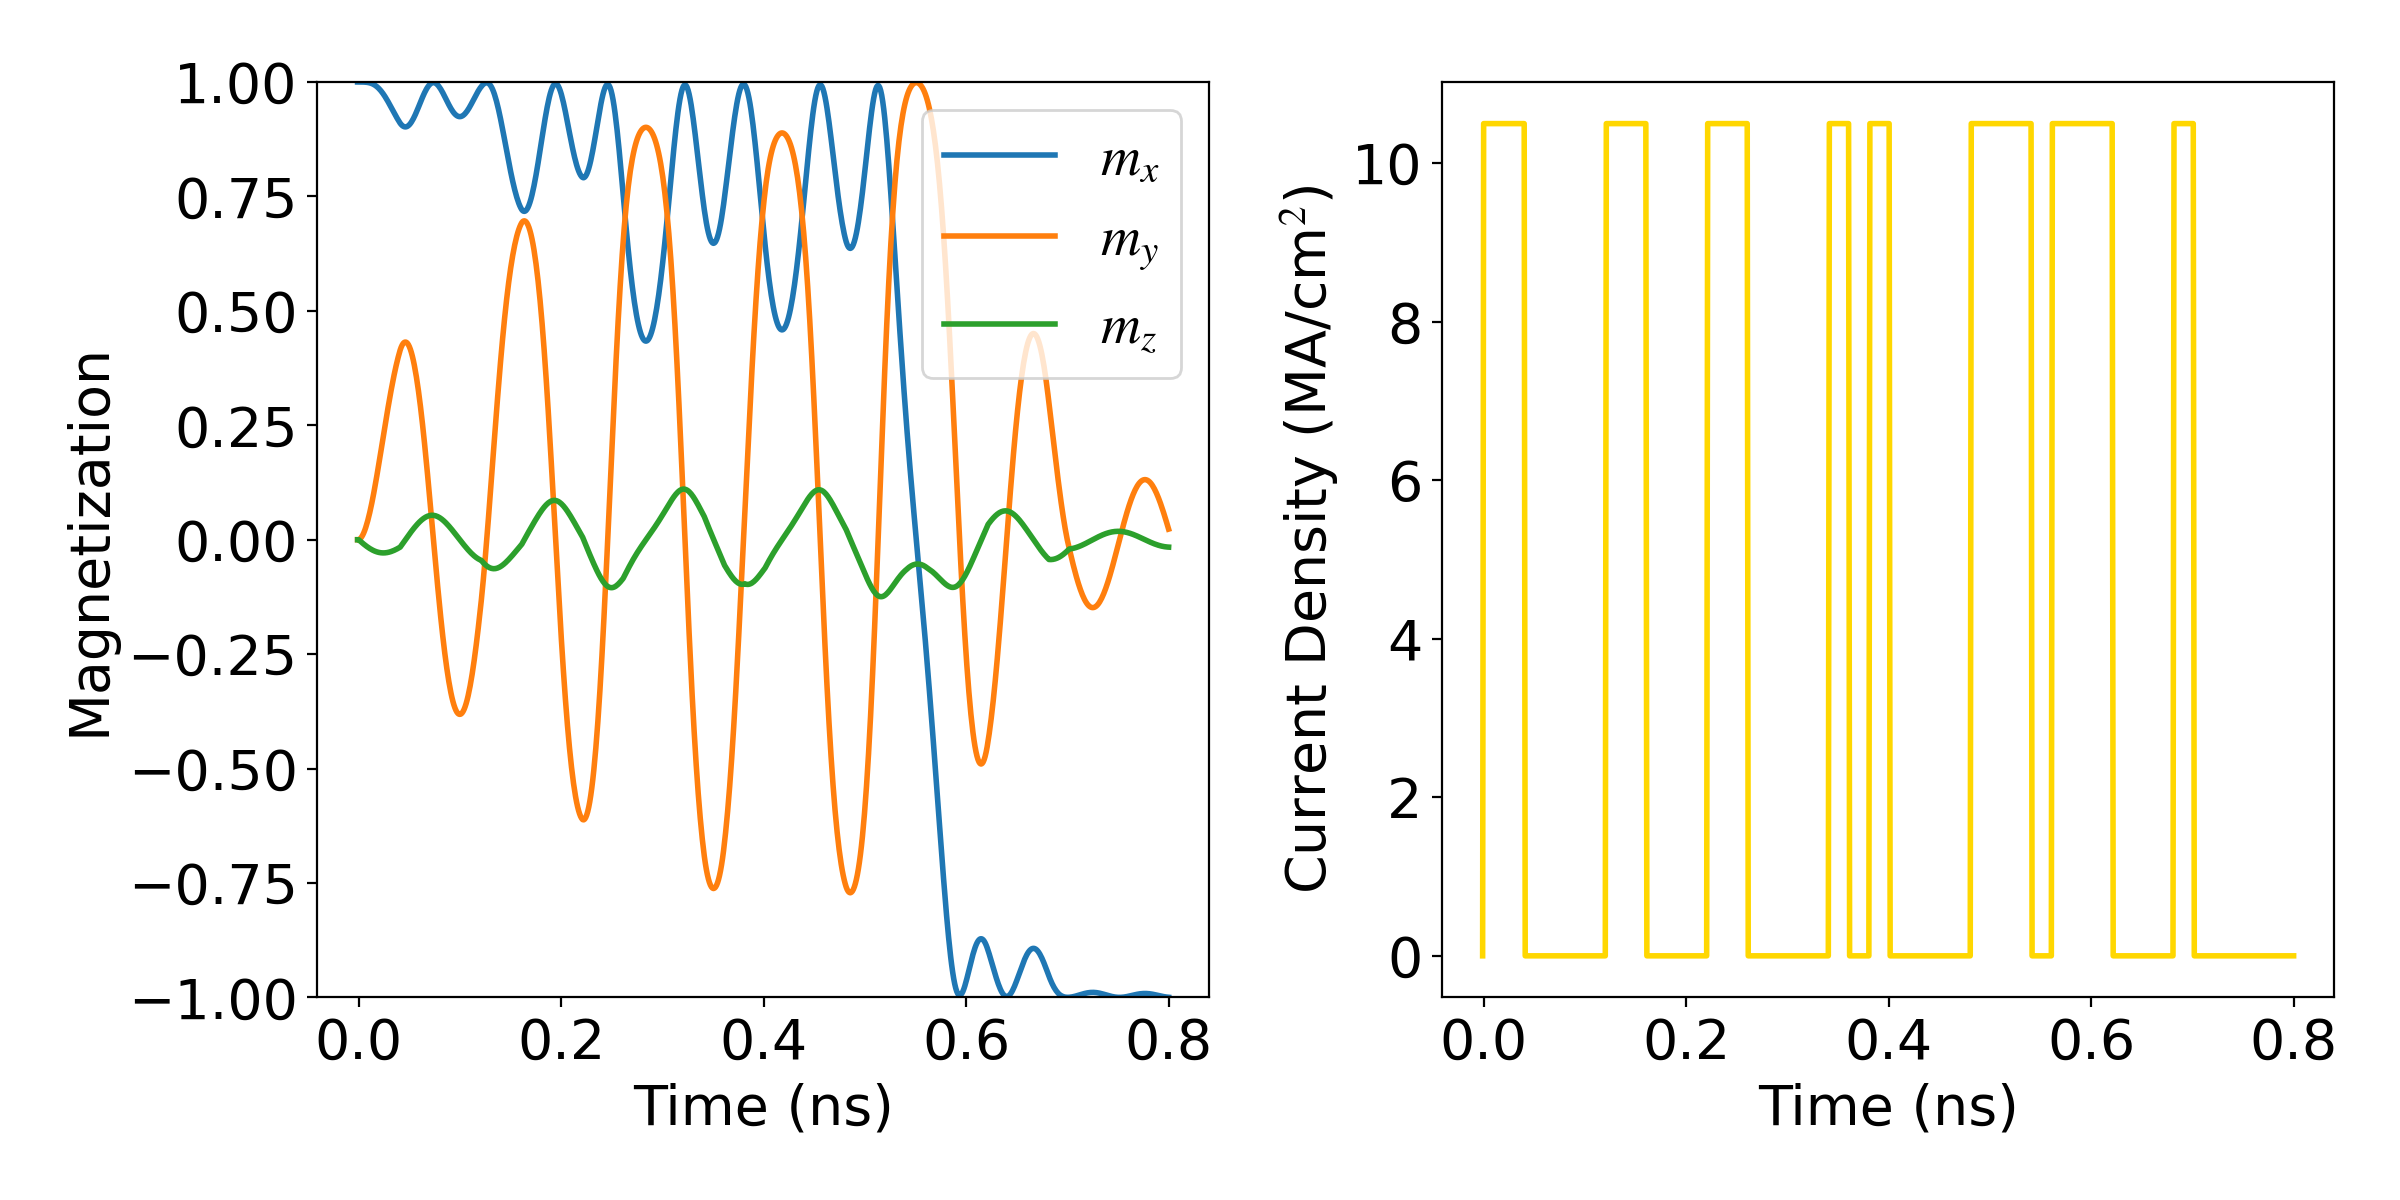 Magnetization
1.00
0.75
0.50
0.25
0.00
−0.25
−0.50
−0.75
−1.00
0.0 0.2 0.4 0.6 0.8
Time (ns)
m_x
m_y
m_z
Current Density (MA/cm²)
10
8
6
4
2
0
0.0 0.2 0.4 0.6 0.8
Time (ns)